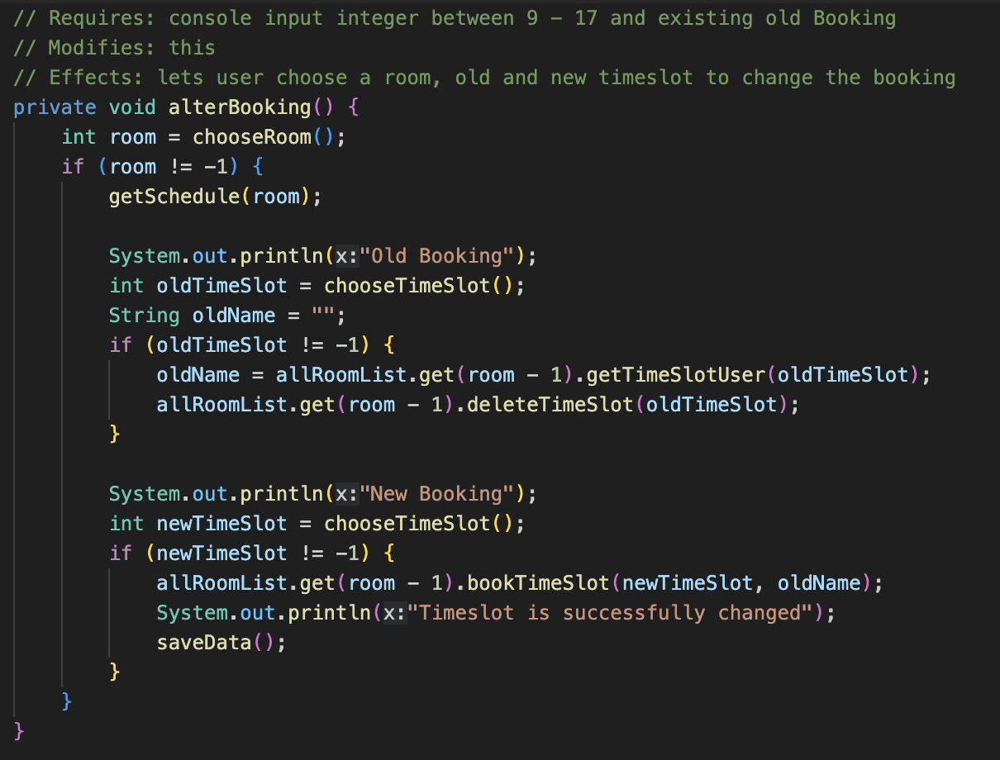 // Requires: console input integer between 9 - 17 and existing old Booking
// Modifies: this
// Effects: lets user choose a room, old and new timeslot to change the booking
private void alterBooking() {
    int room = chooseRoom();
    if (room != -1) {
        getSchedule(room);

        System.out.println(x:"Old Booking");
        int oldTimeSlot = chooseTimeSlot();
        String oldName = "";
        if (oldTimeSlot != -1) {
            oldName = allRoomList.get(room - 1).getTimeSlotUser(oldTimeSlot);
            allRoomList.get(room - 1).deleteTimeSlot(oldTimeSlot);
        }

        System.out.println(x:"New Booking");
        int newTimeSlot = chooseTimeSlot();
        if (newTimeSlot != -1) {
            allRoomList.get(room - 1).bookTimeSlot(newTimeSlot, oldName);
            System.out.println(x:"Timeslot is successfully changed");
            saveData();
        }
    }
}